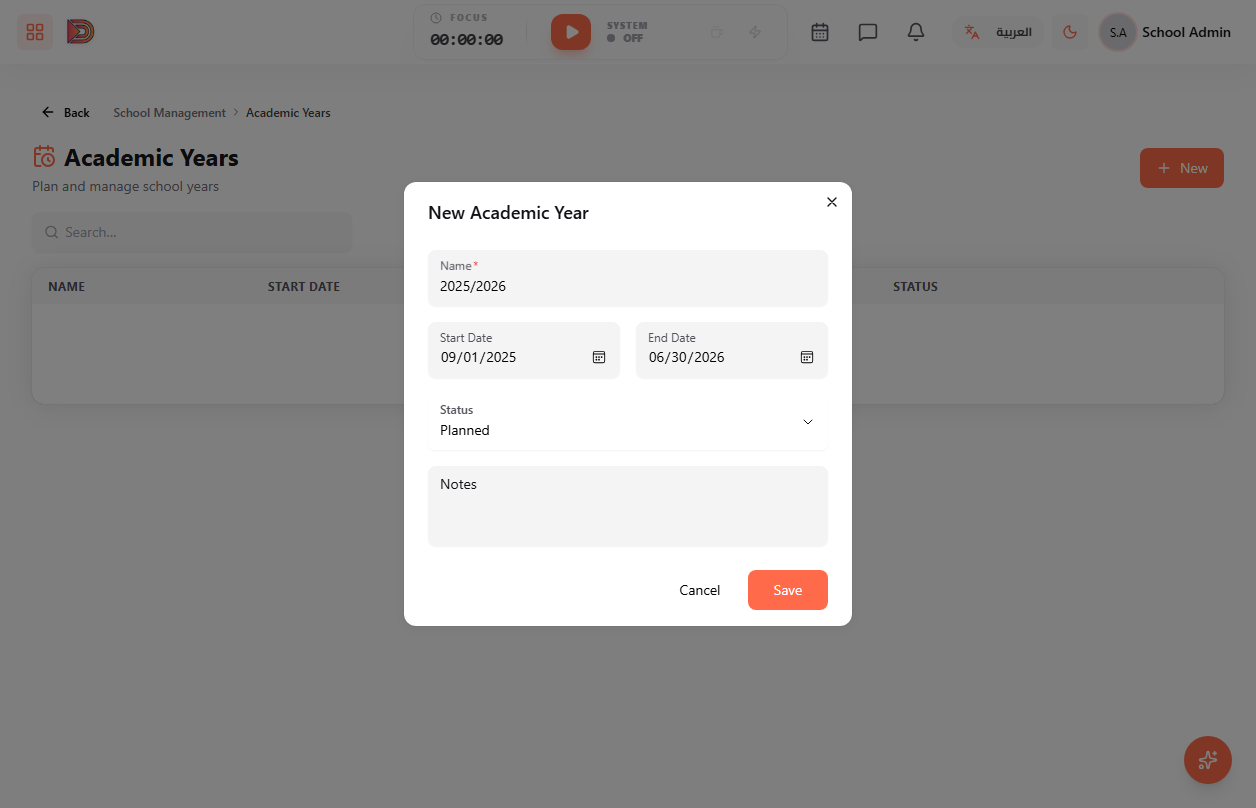 FOCUS
00:00:00
SYSTEM
OFF
العربية
S.A
School Admin
Back
School Management > Academic Years
Academic Years
Plan and manage school years
New
Search...
NAME
START DATE
STATUS
New Academic Year
Name*
2025/2026
Start Date
09/01/2025
End Date
06/30/2026
Status
Planned
Notes
Cancel
Save